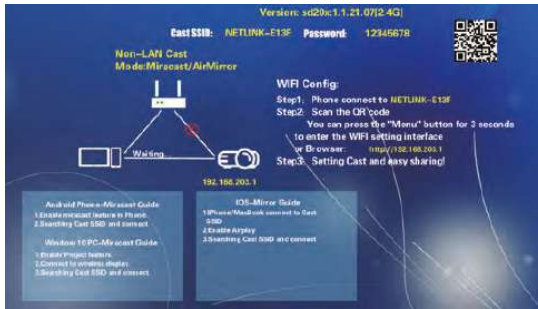 Version: sd20x:1.1.21.07[2.4G]
Cast SSID: NETLINK-E13F Password: 12345678
Non-LAN Cast
Mode:Miracast/AirMirror
Waiting...
192.168.203.1
WIFI Config:
Step1: Phone connect to NETLINK-E13F
Step2: Scan the QR code
You can press the "Menu" button for 3 seconds
to enter the WIFI setting interface
or Browser: http://192.168.203.1
Step3: Setting Cast and easy sharing!
Android Phone-Miracast Guide
1.Enable miracast feature in Phone.
2.Searching Cast SSID and connect
Window 10 PC-Miracast Guide
1.Enable Project feature.
2.Connect to wireless display.
3.Searching Cast SSID and connect
IOS-Mirror Guide
1.iPhone/MacBook connect to Cast
SSID
2.Enable Airplay
3.Searching Cast SSID and connect